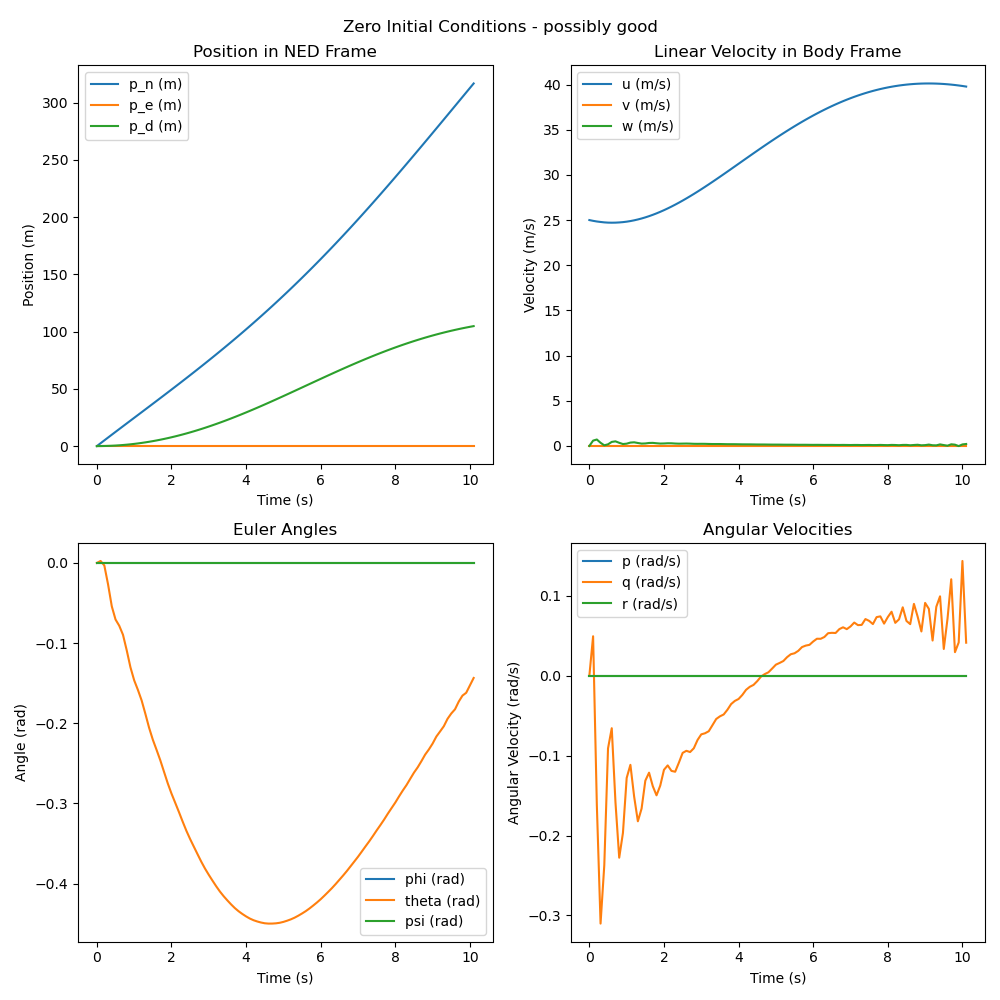 Zero Initial Conditions - possibly good
Position in NED Frame
p_n (m)
p_e (m)
p_d (m)
Position (m)
300
250
200
150
100
50
0
0 2 4 6 8 10
Time (s)
Linear Velocity in Body Frame
u (m/s)
v (m/s)
w (m/s)
Velocity (m/s)
40
35
30
25
20
15
10
5
0
0 2 4 6 8 10
Time (s)
Euler Angles
Angle (rad)
0.0
−0.1
−0.2
−0.3
−0.4
phi (rad)
theta (rad)
psi (rad)
0 2 4 6 8 10
Time (s)
Angular Velocities
p (rad/s)
q (rad/s)
r (rad/s)
Angular Velocity (rad/s)
0.1
0.0
−0.1
−0.2
−0.3
0 2 4 6 8 10
Time (s)